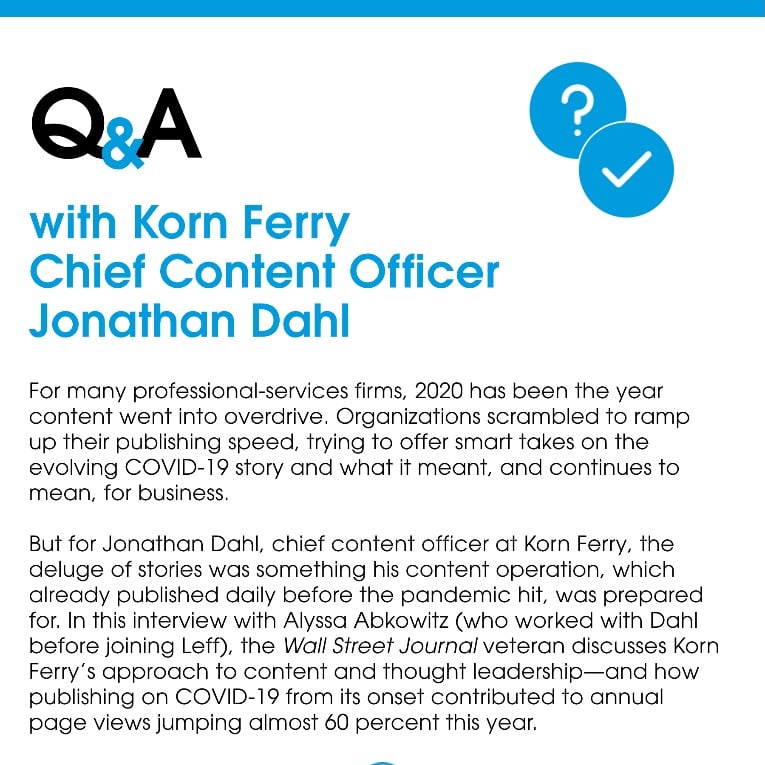 Q&A
with Korn Ferry
Chief Content Officer
Jonathan Dahl
For many professional-services firms, 2020 has been the year
content went into overdrive. Organizations scrambled to ramp
up their publishing speed, trying to offer smart takes on the
evolving COVID-19 story and what it meant, and continues to
mean, for business.
But for Jonathan Dahl, chief content officer at Korn Ferry, the
deluge of stories was something his content operation, which
already published daily before the pandemic hit, was prepared
for. In this interview with Alyssa Abkowitz (who worked with Dahl
before joining Leff), the Wall Street Journal veteran discusses Korn
Ferry's approach to content and thought leadership—and how
publishing on COVID-19 from its onset contributed to annual
page views jumping almost 60 percent this year.